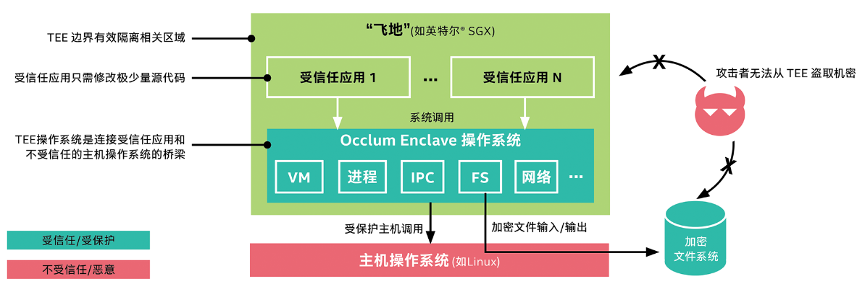 “飞地”(如英特尔® SGX)
TEE 边界有效隔离相关区域
受信任应用只需修改极少量源代码
受信任应用 1
...
受信任应用 N
攻击者无法从 TEE 盗取机密
系统调用
TEE操作系统是连接受信任应用和
不受信任的主机操作系统的桥梁
Occlum Enclave 操作系统
VM
进程
IPC
FS
网络
...
受保护主机调用
加密文件输入/输出
受信任/受保护
不受信任/恶意
主机操作系统 (如Linux)
加密
文件系统